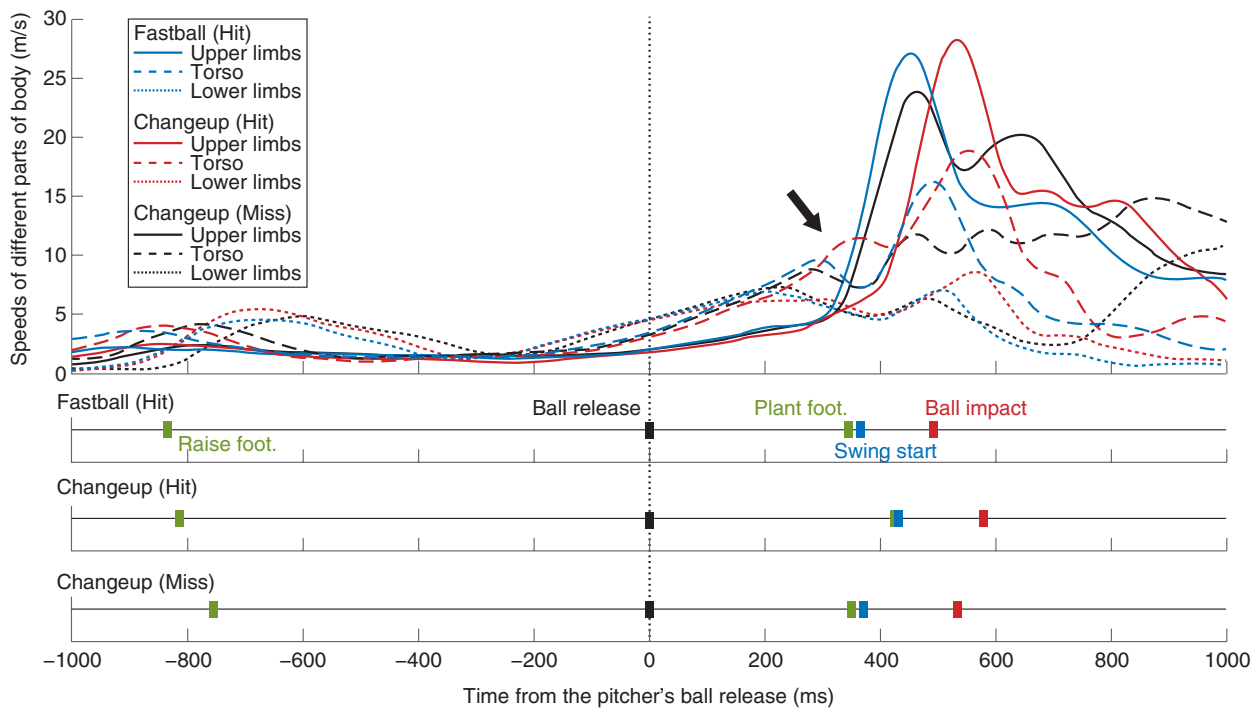 Speeds of different parts of body (m/s)
30
25
20
15
10
5
0
Fastball (Hit)
Upper limbs
Torso
Lower limbs
Changeup (Hit)
Upper limbs
Torso
Lower limbs
Changeup (Miss)
Upper limbs
Torso
Lower limbs
Fastball (Hit)
Ball release
Plant foot.
Ball impact
Raise foot.
Swing start
Changeup (Hit)
Changeup (Miss)
−1000 −800 −600 −400 −200 0 200 400 600 800 1000
Time from the pitcher’s ball release (ms)